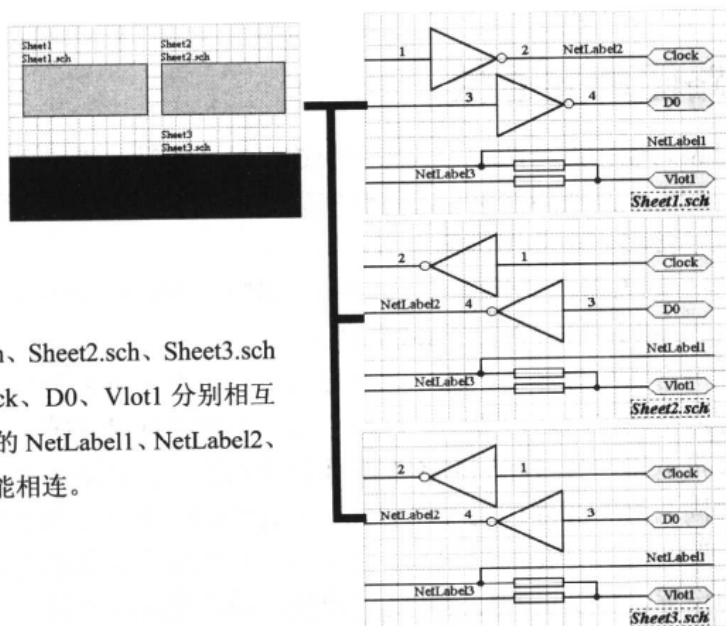 Sheet1
Sheet1.sch
Sheet2
Sheet2.sch
Sheet3
Sheet3.sch
1
2
NetLabel2
Clock
3
4
D0
NetLabel1
NetLabel3
Vlot1
Sheet1.sch
2
1
Clock
NetLabel2
4
3
D0
NetLabel1
NetLabel3
Vlot1
Sheet2.sch
2
1
Clock
NetLabel2
4
3
D0
NetLabel1
NetLabel3
Vlot1
Sheet3.sch
、Sheet2.sch、Sheet3.sch
、D0、Vlot1 分别相互
的 NetLabel1、NetLabel2、
能相连。